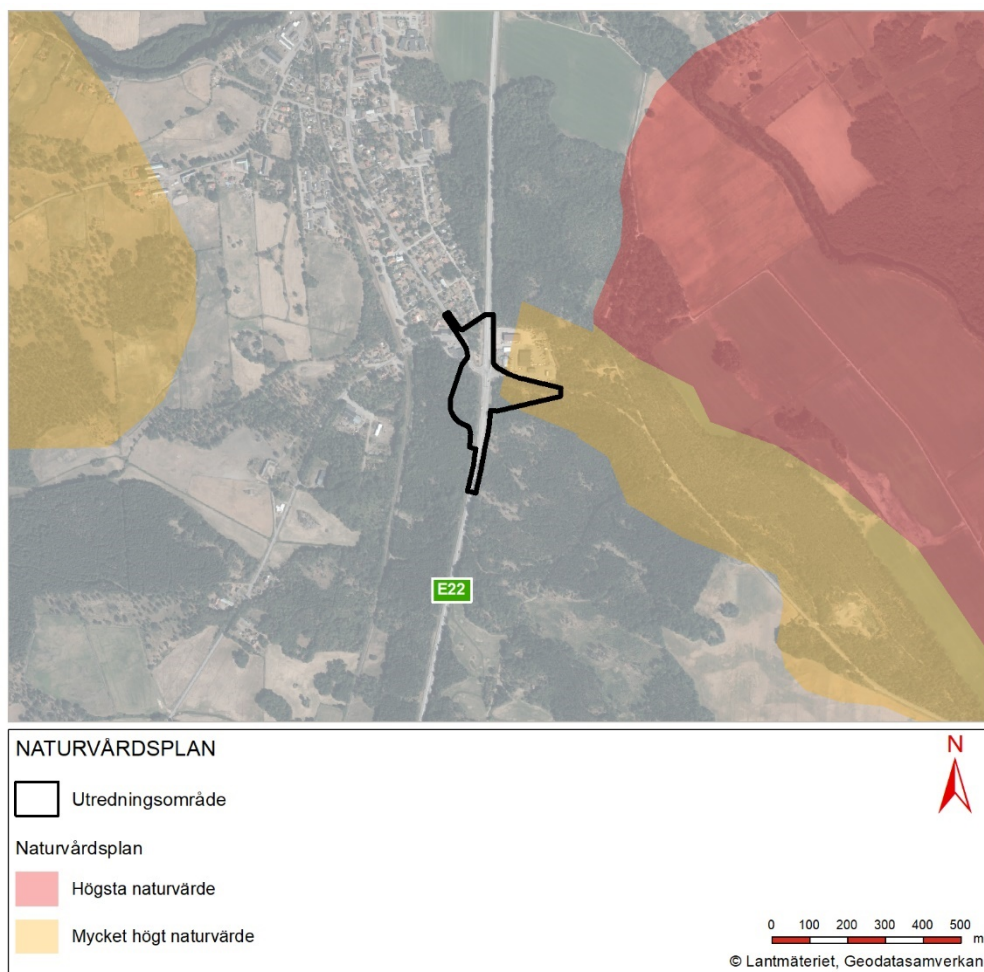 E22
NATURVÅRDSPLAN
N
Utredningsområde
Naturvårdsplan
Högsta naturvärde
Mycket högt naturvärde
0 100 200 300 400 500
m
© Lantmäteriet, Geodatasamverkan